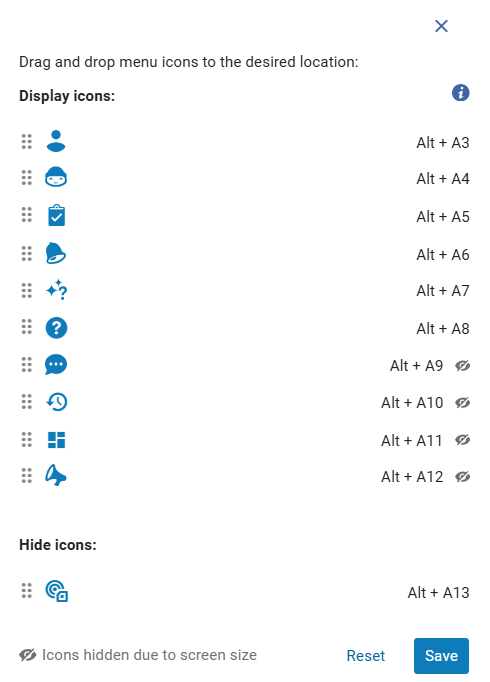 Drag and drop menu icons to the desired location:
Display icons:
Alt + A3
Alt + A4
Alt + A5
Alt + A6
Alt + A7
Alt + A8
Alt + A9
Alt + A10
Alt + A11
Alt + A12
Hide icons:
Alt + A13
Icons hidden due to screen size Reset Save